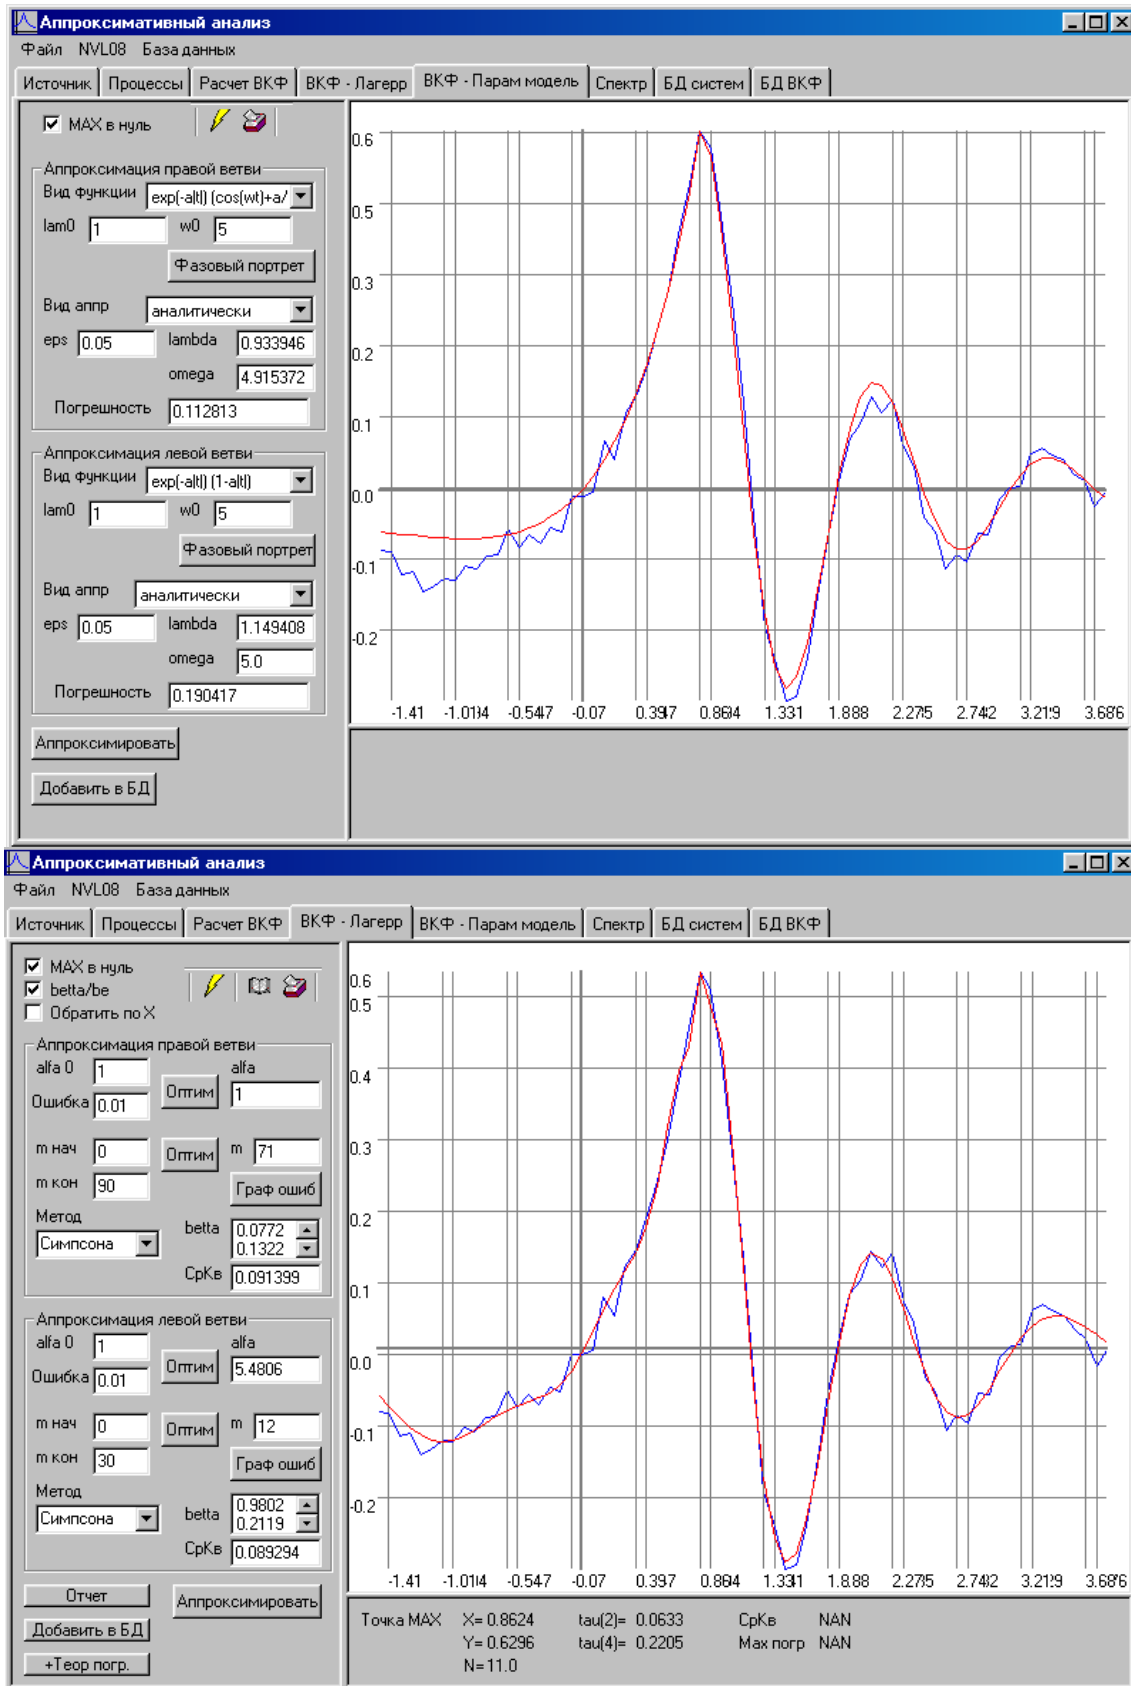 Аппроксимативный анализ
Файл NVL08 База данных
Источник Процессы Расчет ВКФ ВКФ - Лагерр ВКФ - Парам модель Спектр БД систем БД ВКФ
MAX в нуль
Аппроксимация правой ветви
Вид функции exp(-a|t|) (cos(wt)+a/
lam0 1 w0 5
Фазовый портрет
Вид аппр аналитически
eps 0.05 lambda 0.933946
omega 4.915372
Погрешность 0.112813
Аппроксимация левой ветви
Вид функции exp(-a|t|) (1-a|t|)
lam0 1 w0 5
Фазовый портрет
Вид аппр аналитически
eps 0.05 lambda 1.149408
omega 5.0
Погрешность 0.190417
Аппроксимировать
Добавить в БД
0.6
0.5
0.3
0.2
0.1
0.0
-0.1
-0.2
-1.41 -1.014 -0.547 -0.07 0.397 0.864 1.331 1.888 2.275 2.742 3.219 3.686
Аппроксимативный анализ
Файл NVL08 База данных
Источник Процессы Расчет ВКФ ВКФ - Лагерр ВКФ - Парам модель Спектр БД систем БД ВКФ
MAX в нуль
betta/be
Обратить по X
Аппроксимация правой ветви
alfa 0 1 alfa
Ошибка 0.01 Оптим 1
m нач 0 Оптим m 71
m кон 90 Граф ошиб
Метод
Симпсона betta 0.0772
0.1322
СрКв 0.091399
Аппроксимация левой ветви
alfa 0 1 alfa
Ошибка 0.01 Оптим 5.4806
m нач 0 Оптим m 12
m кон 30 Граф ошиб
Метод
Симпсона betta 0.9802
0.2119
СрКв 0.089294
Отчет
Аппроксимировать
Добавить в БД
+Теор погр.
0.6
0.5
0.4
0.3
0.2
0.1
0.0
-0.1
-0.2
-1.41 -1.014 -0.547 -0.07 0.397 0.864 1.331 1.888 2.275 2.742 3.219 3.686
Точка MAX X= 0.8624 tau(2)= 0.0633 СрКв NAN
Y= 0.6296 tau(4)= 0.2205 Max погр NAN
N= 11.0